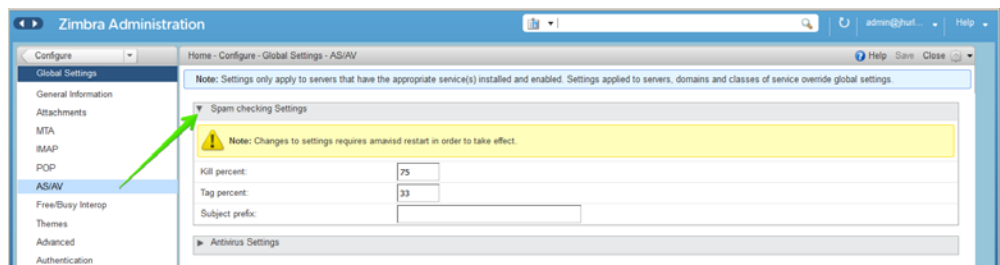 Zimbra Administration
admin@jhurl...
Help
Configure
Home - Configure - Global Settings - AS/AV
Help Save Close
Global Settings
Note: Settings only apply to servers that have the appropriate service(s) installed and enabled. Settings applied to servers, domains and classes of service override global settings.
General Information
Attachments
Spam checking Settings
MTA
Note: Changes to settings requires amavisd restart in order to take effect.
IMAP
POP
Kill percent: 75
AS/AV
Tag percent: 33
Free/Busy Interop
Subject prefix:
Themes
Advanced
Antivirus Settings
Authentication